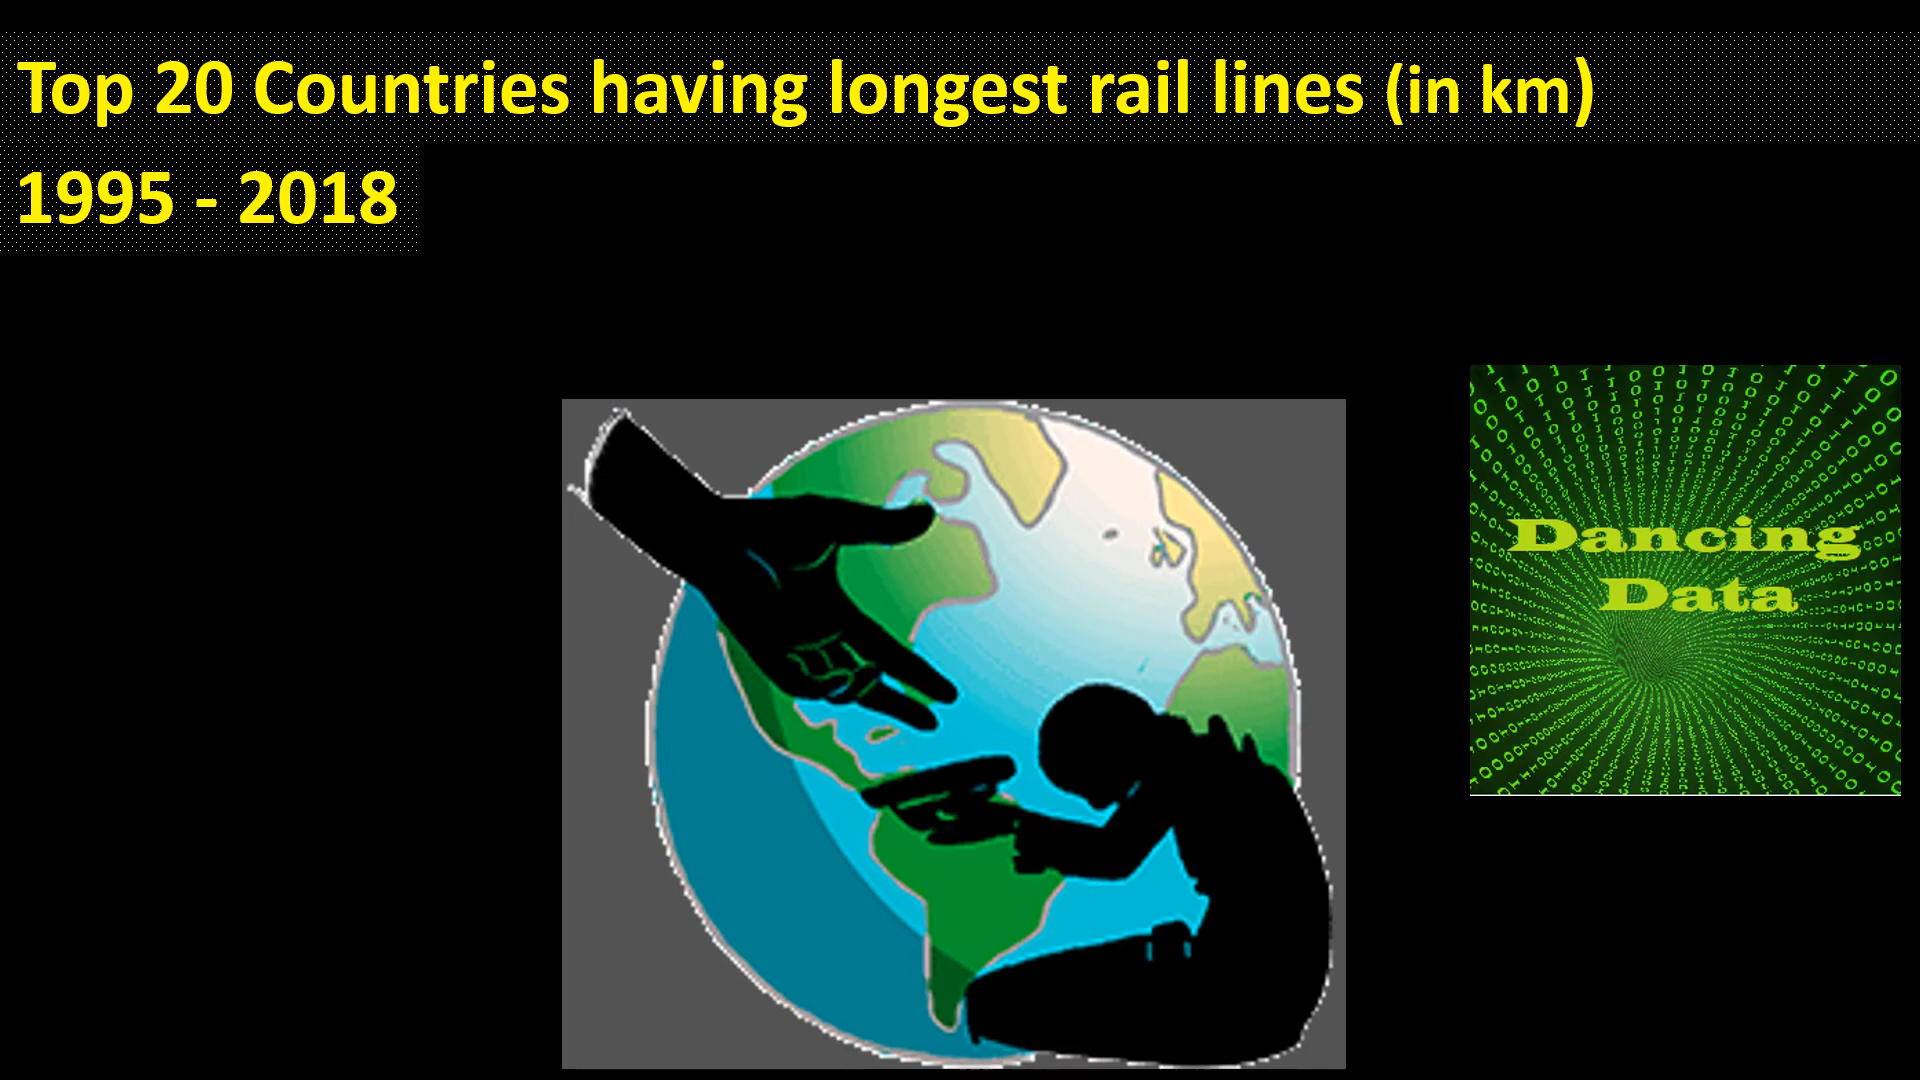 Top 20 Countries having longest rail lines (in km)
1995 - 2018
Dancing
Data